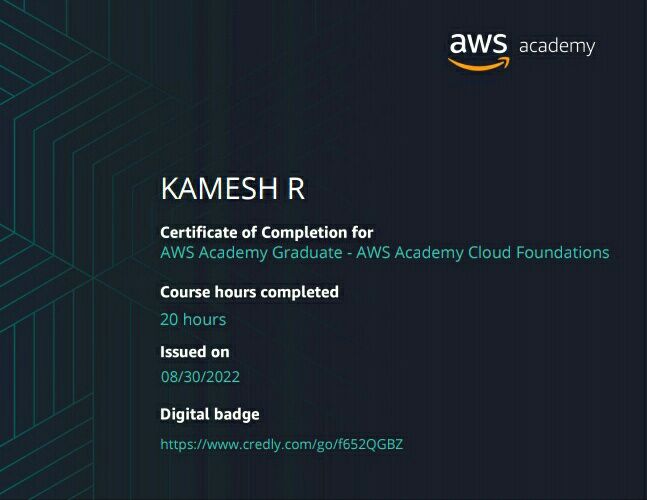 aws academy
KAMESH R
Certificate of Completion for
AWS Academy Graduate - AWS Academy Cloud Foundations
Course hours completed
20 hours
Issued on
08/30/2022
Digital badge
https://www.credly.com/go/f652QGBZ